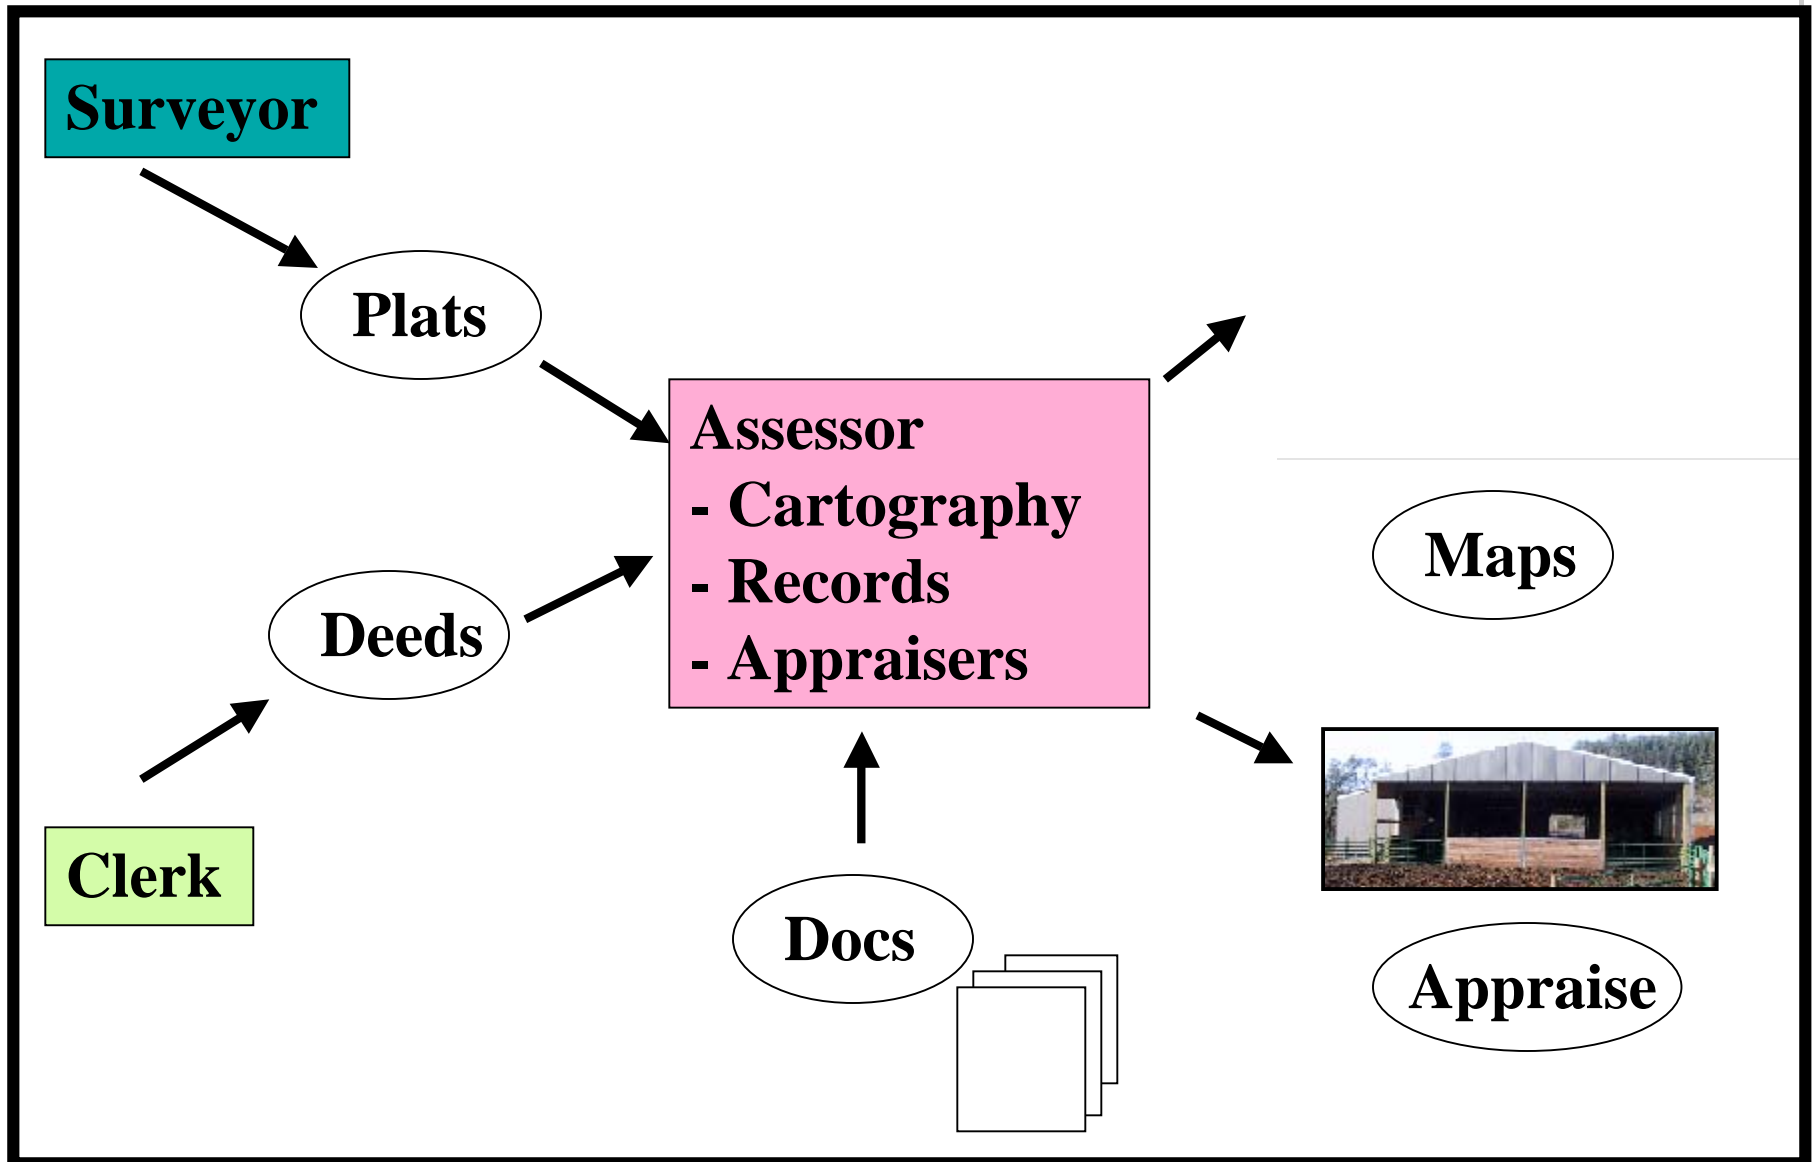 Surveyor
Plats
Assessor
- Cartography
- Records
- Appraisers
Maps
Deeds
Clerk
Docs
Appraise